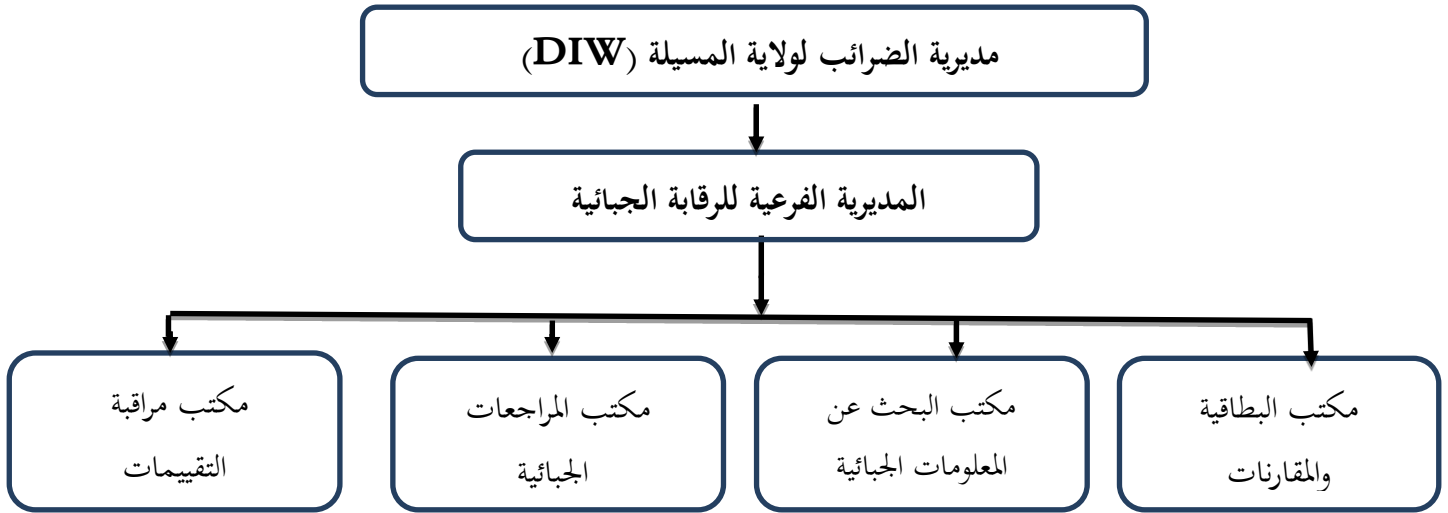 مديرية الضرائب لولاية المسيلة (DIW)
المديرية الفرعية للرقابة الجبائية
مكتب البطاقية
والمقارنات
مكتب البحث عن
المعلومات الجبائية
مكتب المراجعات
الجبائية
مكتب مراقبة
التقييمات